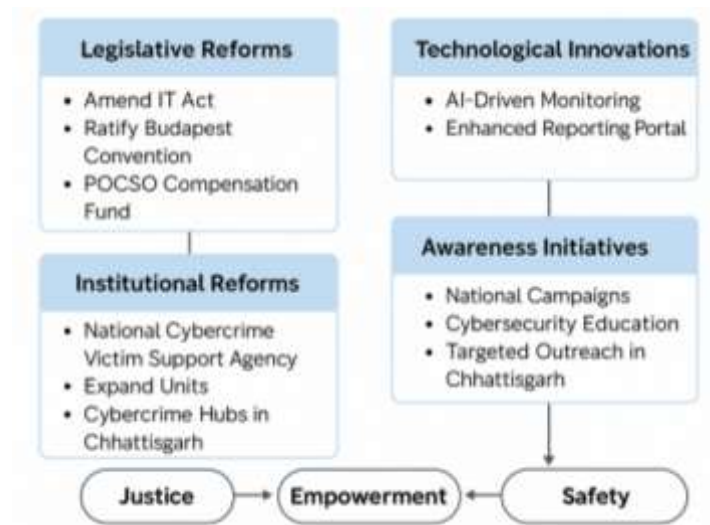 Legislative Reforms
• Amend IT Act
• Ratify Budapest
Convention
• POCSO Compensation
Fund
Institutional Reforms
• National Cybercrime
Victim Support Agency
• Expand Units
• Cybercrime Hubs in
Chhattisgarh
Technological Innovations
• AI-Driven Monitoring
• Enhanced Reporting Portal
Awareness Initiatives
• National Campaigns
• Cybersecurity Education
• Targeted Outreach in
Chhattisgarh
Justice
Empowerment
Safety